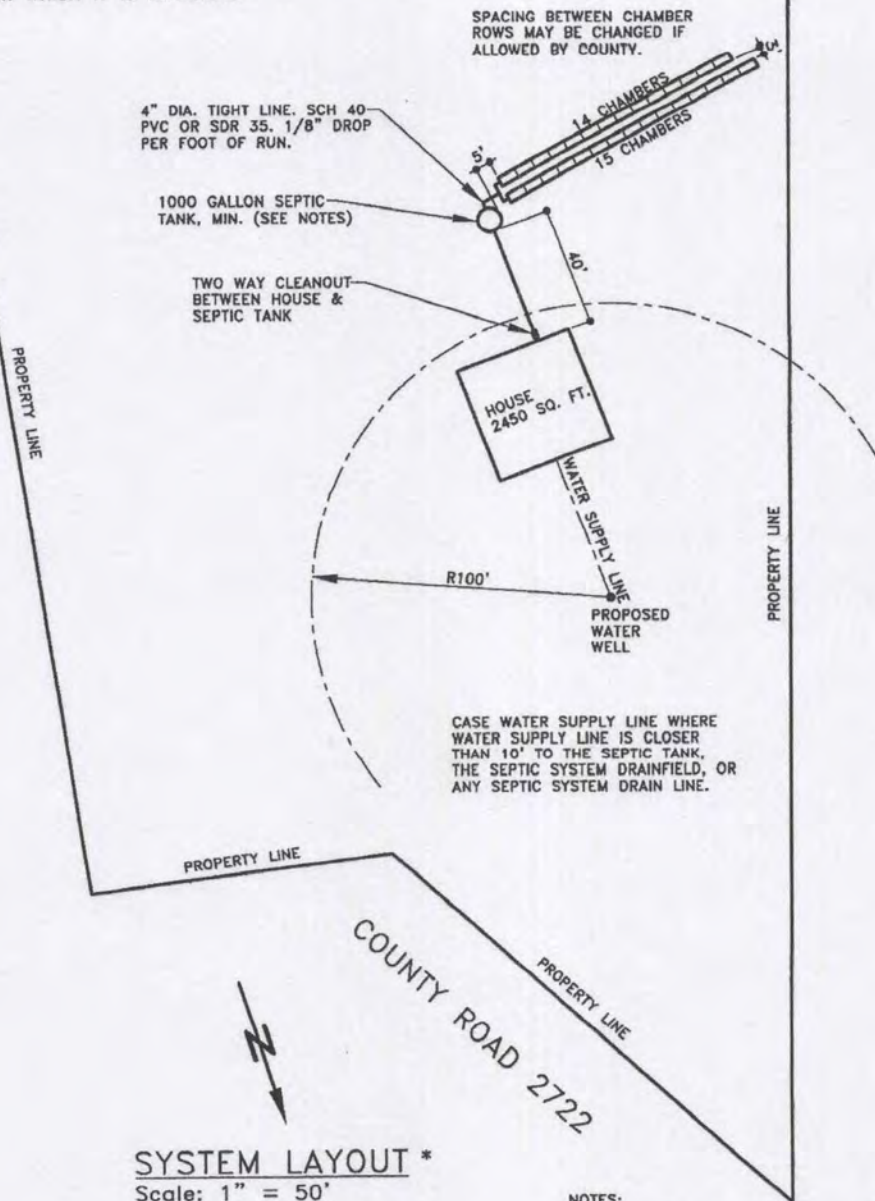 SPACING BETWEEN CHAMBER
ROWS MAY BE CHANGED IF
ALLOWED BY COUNTY.
3'
14 CHAMBERS
15 CHAMBERS
4" DIA. TIGHT LINE. SCH 40
PVC OR SDR 35. 1/8" DROP
PER FOOT OF RUN.
5'
1000 GALLON SEPTIC
TANK, MIN. (SEE NOTES)
40'
TWO WAY CLEANOUT
BETWEEN HOUSE &
SEPTIC TANK
PROPERTY LINE
HOUSE
2450 SQ. FT.
WATER SUPPLY LINE
PROPERTY LINE
R100'
PROPOSED
WATER
WELL
CASE WATER SUPPLY LINE WHERE
WATER SUPPLY LINE IS CLOSER
THAN 10' TO THE SEPTIC TANK,
THE SEPTIC SYSTEM DRAINFIELD, OR
ANY SEPTIC SYSTEM DRAIN LINE.
PROPERTY LINE
COUNTY ROAD 2722
PROPERTY LINE
N
SYSTEM LAYOUT *
Scale: 1" = 50'
NOTES: